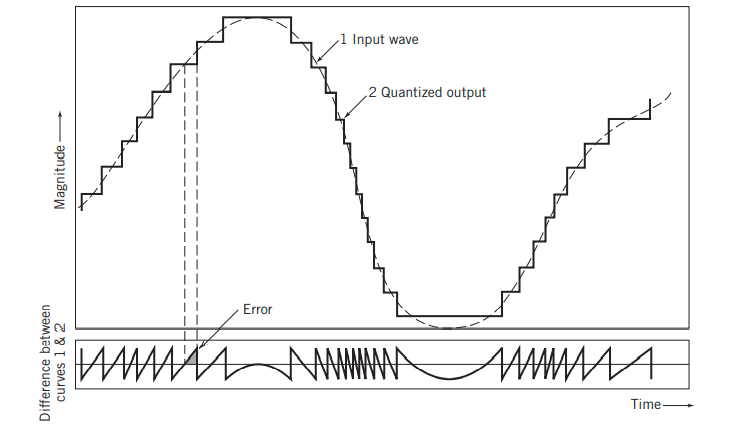 1 Input wave
2 Quantized output
Magnitude
Error
Difference between
curves 1 & 2
Time